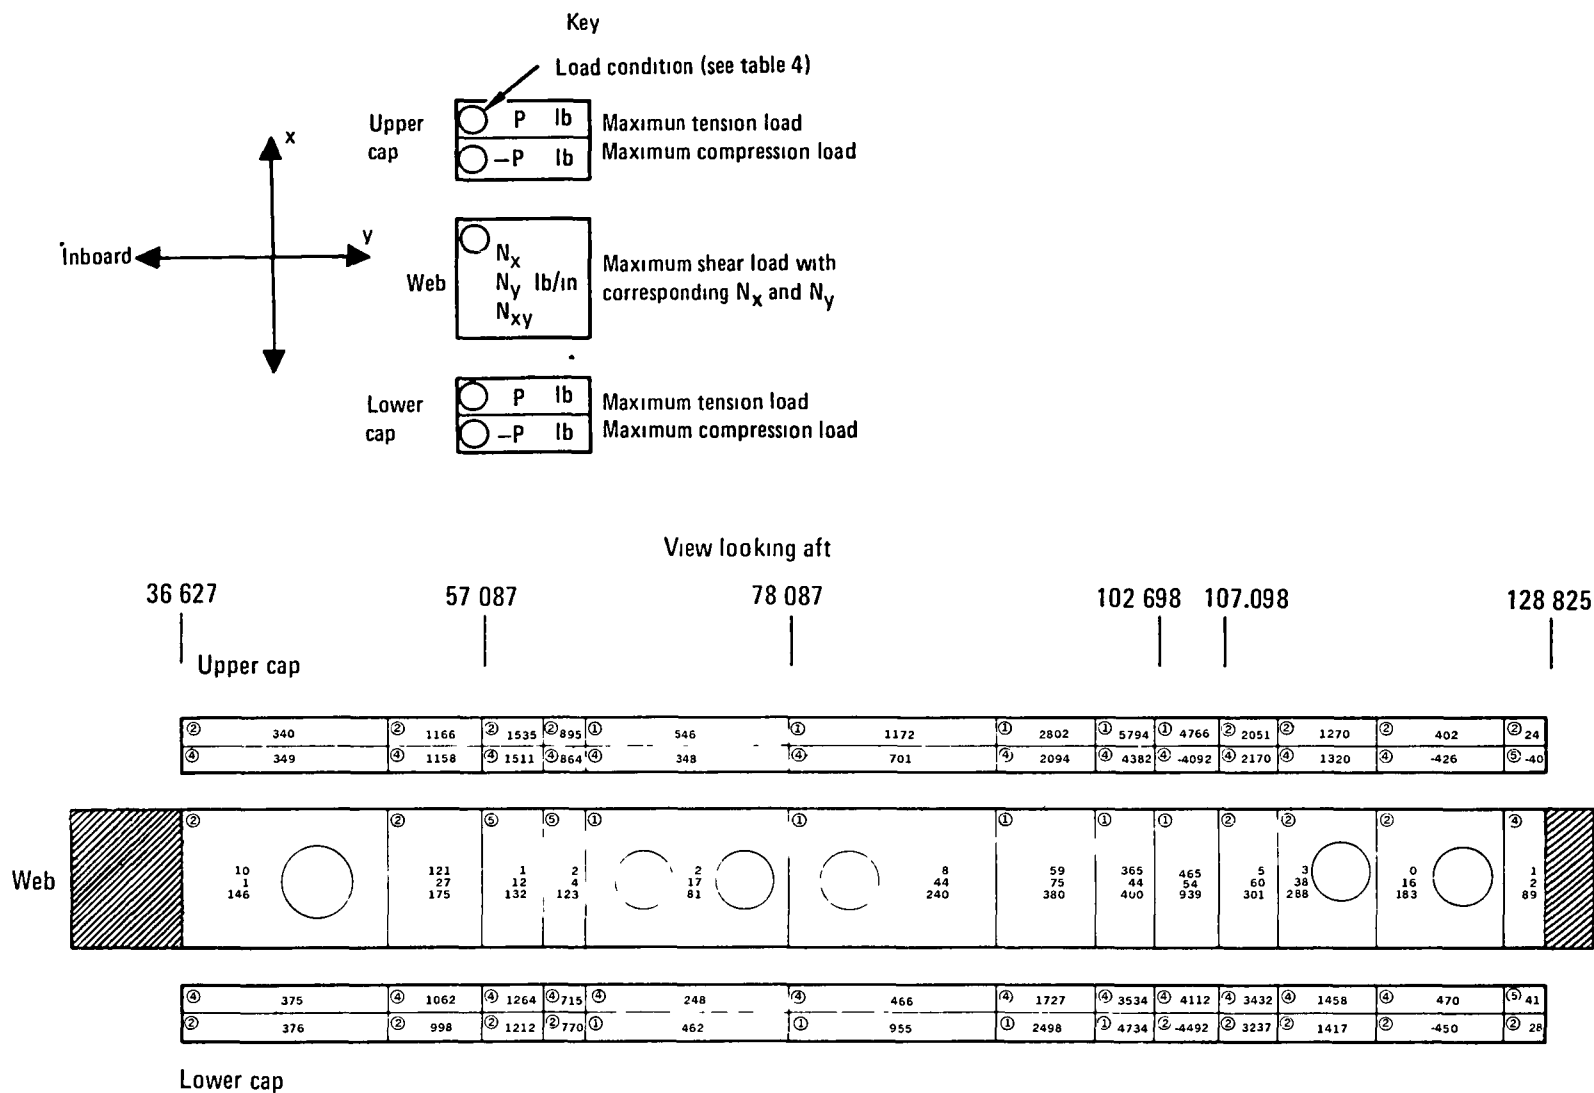 Key
Load condition (see table 4)
Upper cap
P lb
−P lb
Maximun tension load
Maximum compression load
x
y
Inboard
Web
Nx
Ny lb/in
Nxy
Maximum shear load with
corresponding Nx and Ny
Lower cap
P lb
−P lb
Maximum tension load
Maximum compression load
View looking aft
36 627 57 087 78 087 102 698 107.098 128 825
Upper cap
② 340 ② 1166 ② 1535 ② 895 ① 546 ① 1172 ① 2802 ① 5794 ① 4766 ② 2051 ② 1270 ② 402 ② 24
④ 349 ④ 1158 ④ 1511 ④ 864 ④ 348 ④ 701 ④ 2094 ④ 4382 ④ -4092 ④ 2170 ④ 1320 ④ -426 ⑤ -40
Web
② ② ⑤ ⑤ ① ① ① ① ① ② ② ② ④
10 121 1 2 2 8 59 365 465 5 3 0 1
1 27 12 4 17 44 75 44 54 60 38 16 2
146 175 132 123 81 240 380 400 939 301 288 183 89
④ 375 ④ 1062 ④ 1264 ④ 715 ④ 248 ④ 466 ④ 1727 ④ 3534 ④ 4112 ④ 3432 ④ 1458 ④ 470 ⑤ 41
② 376 ② 998 ② 1212 ② 770 ① 462 ① 955 ① 2498 ① 4734 ② -4492 ② 3237 ② 1417 ② -450 ② 28
Lower cap